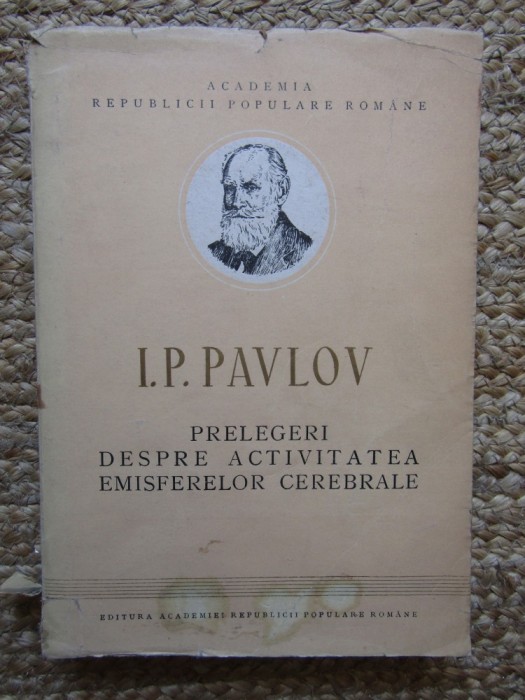 ACADEMIA
REPUBLICII POPULARE ROMÂNE
I.P. PAVLOV
PRELEGERI
DESPRE ACTIVITATEA
EMISFERELOR CEREBRALE
EDITURA ACADEMIEI REPUBLICII POPULARE ROMÂNE